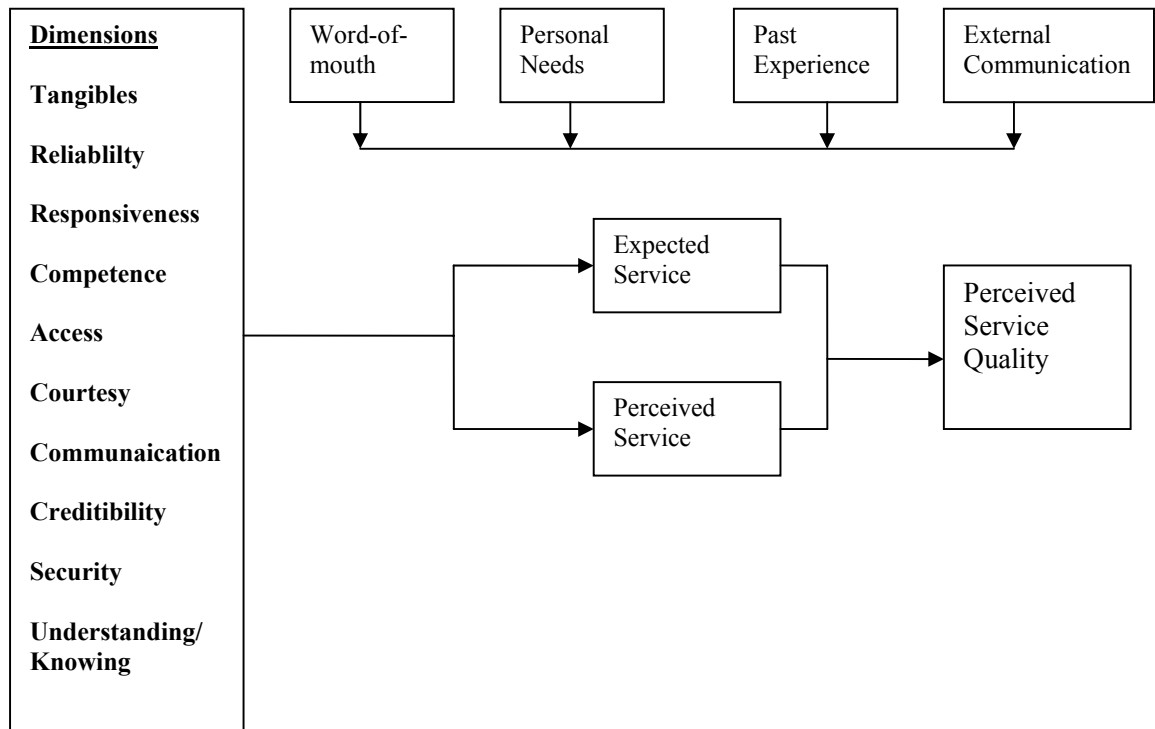 Dimensions
Tangibles
Reliablilty
Responsiveness
Competence
Access
Courtesy
Communaication
Creditibility
Security
Understanding/
Knowing
Word-of-
mouth
Personal
Needs
Past
Experience
External
Communication
Expected
Service
Perceived
Service
Perceived
Service
Quality